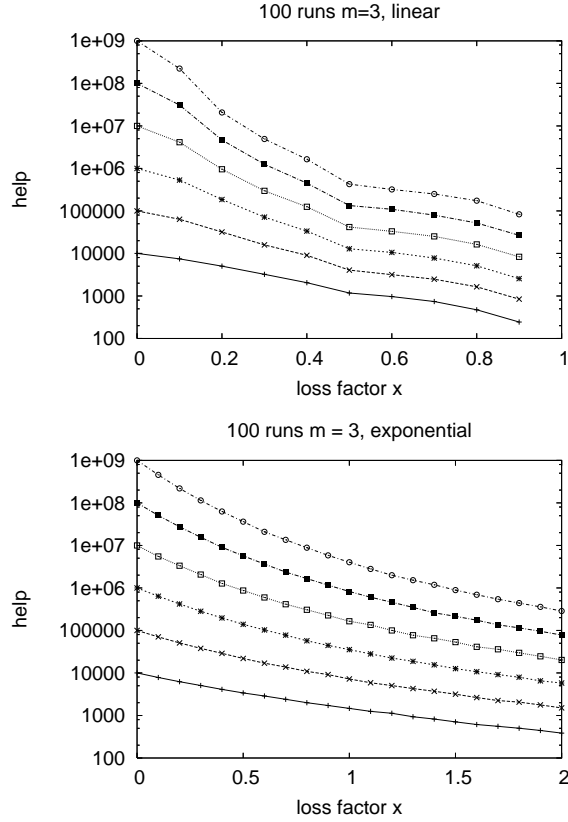 100 runs m=3, linear
1e+09
1e+08
1e+07
1e+06
100000
10000
1000
100
help
0 0.2 0.4 0.6 0.8 1
loss factor x
100 runs m = 3, exponential
1e+09
1e+08
1e+07
1e+06
100000
10000
1000
100
help
0 0.5 1 1.5 2
loss factor x